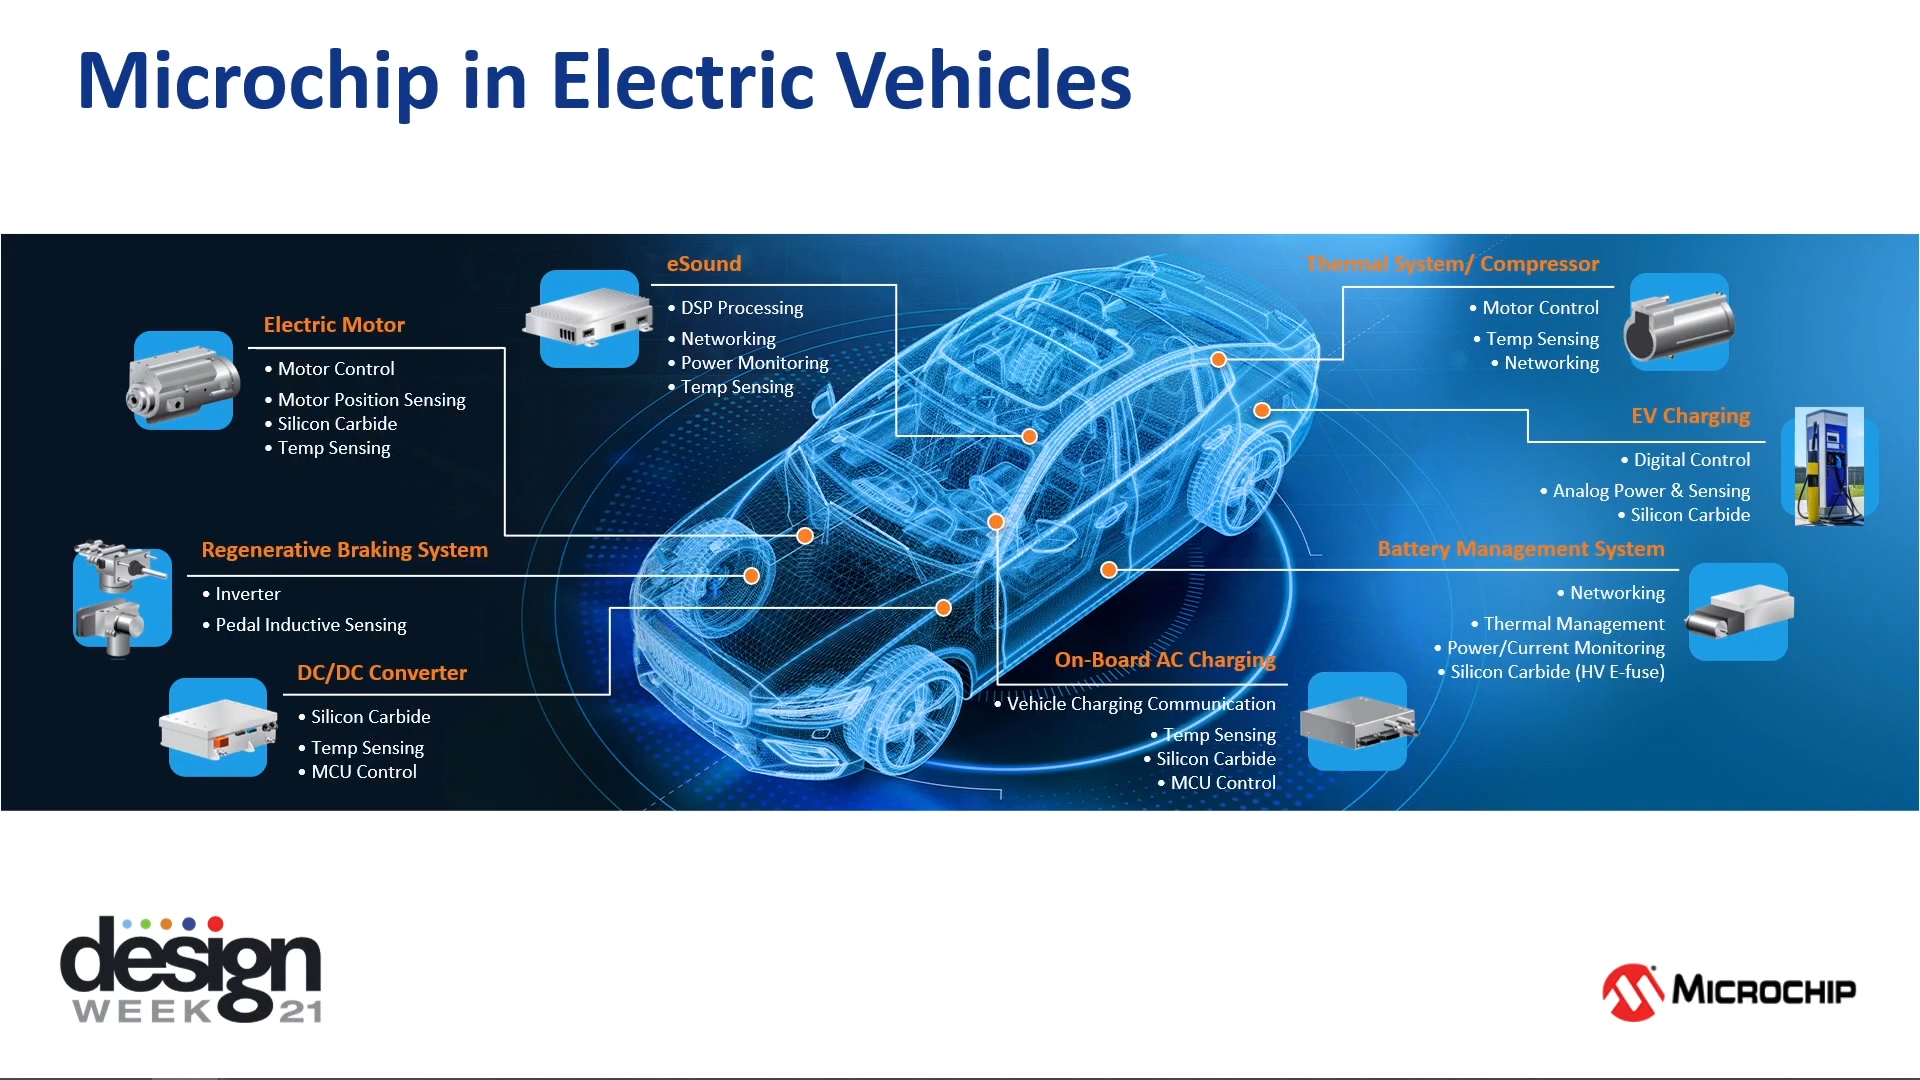 Microchip in Electric Vehicles
eSound
• DSP Processing
• Networking
• Power Monitoring
• Temp Sensing
Electric Motor
• Motor Control
• Motor Position Sensing
• Silicon Carbide
• Temp Sensing
Regenerative Braking System
• Inverter
• Pedal Inductive Sensing
DC/DC Converter
• Silicon Carbide
• Temp Sensing
• MCU Control
Thermal System/ Compressor
• Motor Control
• Temp Sensing
• Networking
EV Charging
• Digital Control
• Analog Power & Sensing
• Silicon Carbide
Battery Management System
• Networking
• Thermal Management
• Power/Current Monitoring
• Silicon Carbide (HV E-fuse)
On-Board AC Charging
• Vehicle Charging Communication
• Temp Sensing
• Silicon Carbide
• MCU Control
design
WEEK 21
MICROCHIP